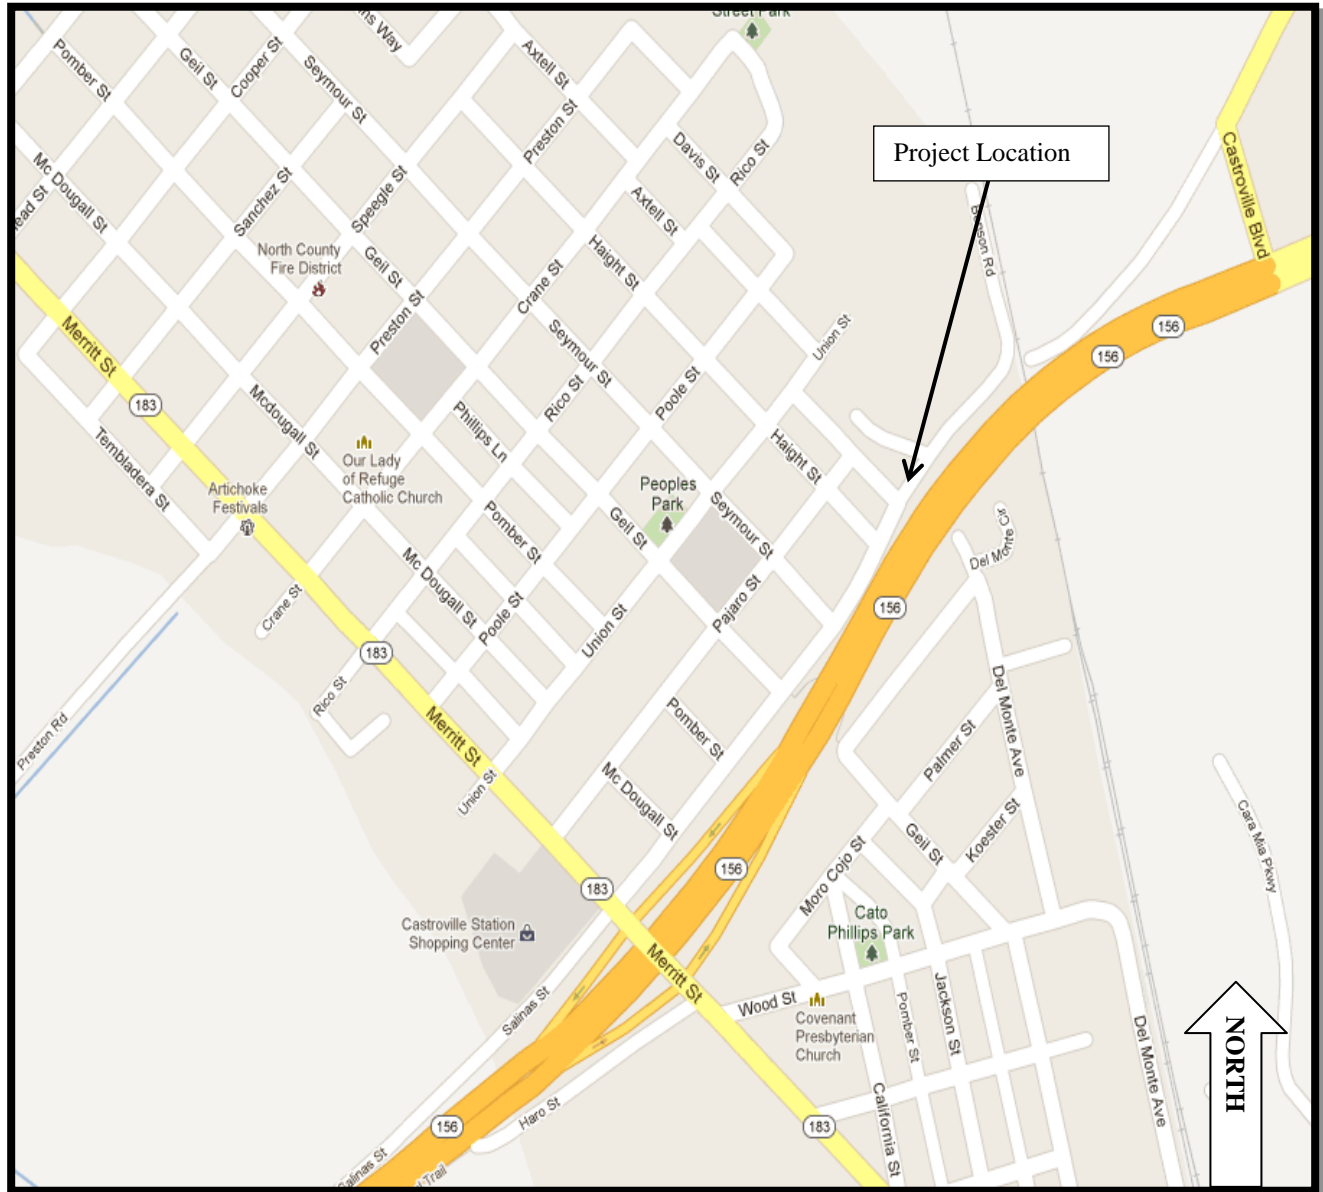 Street Park
Pomber St
Geil St
Cooper St
Seymour St
Way
Axtell St
Preston St
Davis St
Rico St
Project Location
Castroville Blvd
Mc Dougall St
Sanchez St
Speegle St
Axtell St
North County
Fire District
Geil St
Haight St
Crane St
Preston St
Merritt St
183
Seymour St
Union St
156
156
Mcdougall St
Rico St
Poole St
Phillips Ln
Haight St
Tembladera St
Our Lady
of Refuge
Catholic Church
Artichoke
Festivals
Peoples
Park
Seymour St
Pomber St
Geil St
Del Monte Cir
Mc Dougall St
Crane St
Poole St
Union St
Pajaro St
156
183
Rico St
Preston Rd
Merritt St
Pomber St
Del Monte Ave
Palmer St
Union St
Mc Dougall St
Koester St
Geil St
Moro Cojo St
Cara Mia Pkwy
156
183
Castroville Station
Shopping Center
Cato
Phillips Park
Merritt St
Salinas St
Wood St
Covenant
Presbyterian
Church
Pomber St
Jackson St
Del Monte Ave
NORTH
Haro St
156
183
California St
Salinas St
Trail